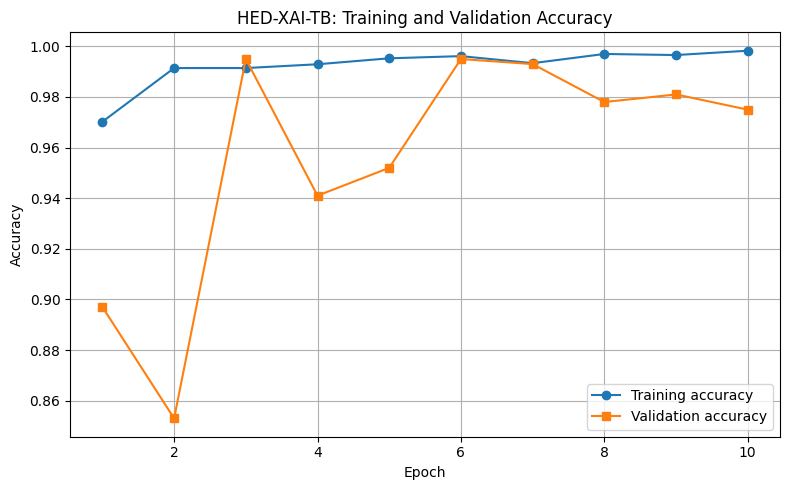 HED-XAI-TB: Training and Validation Accuracy
1.00
0.98
0.96
0.94
0.92
0.90
0.88
0.86
Accuracy
Training accuracy
Validation accuracy
2 4 6 8 10
Epoch